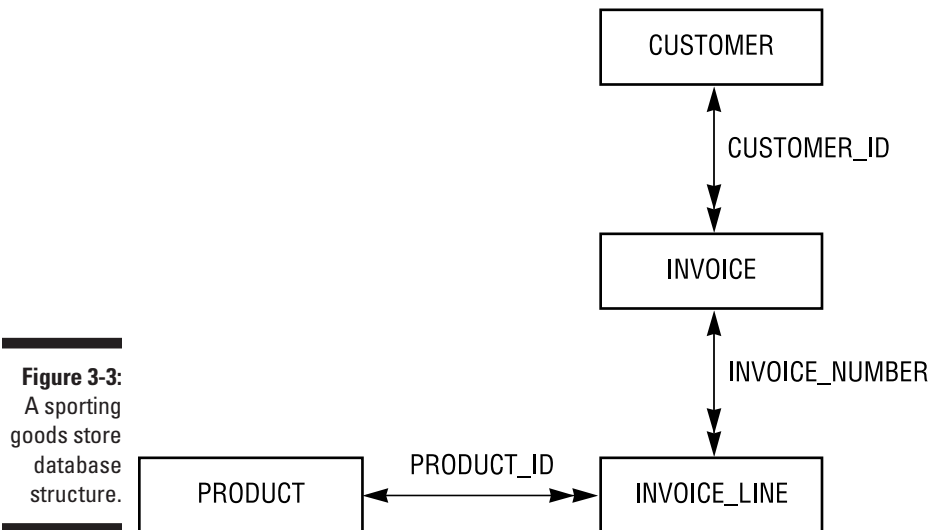 CUSTOMER
CUSTOMER_ID
INVOICE
INVOICE_NUMBER
Figure 3-3:
A sporting
goods store
database
structure.
PRODUCT
PRODUCT_ID
INVOICE_LINE